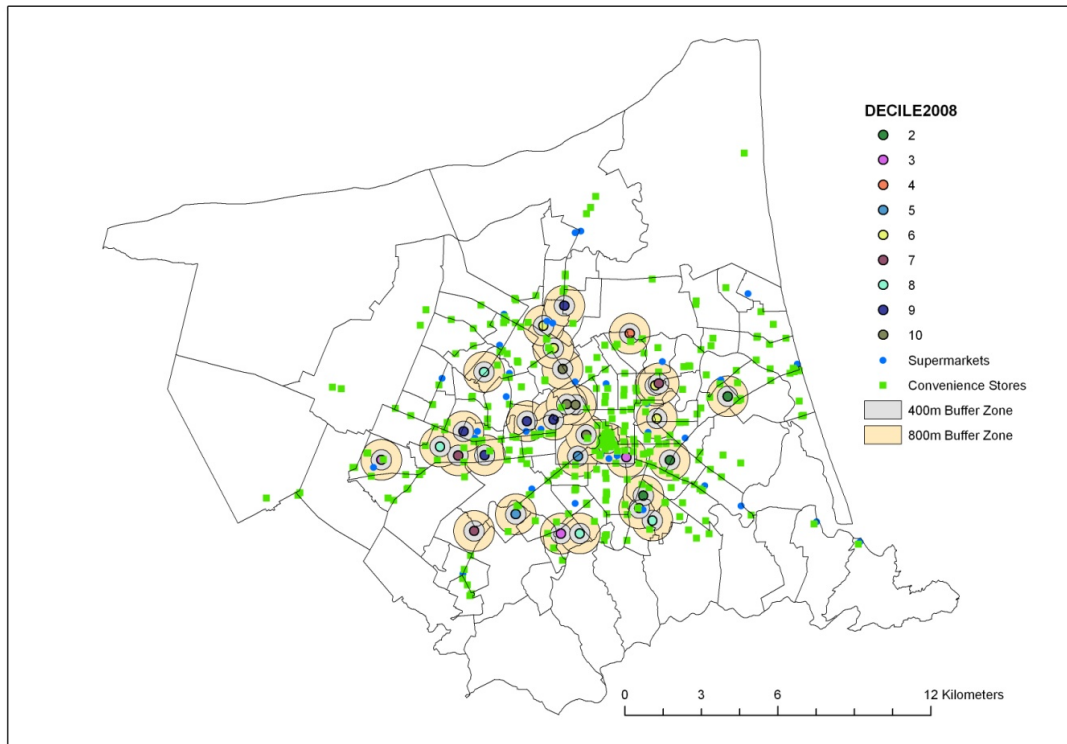 DECILE2008
2
3
4
5
6
7
8
9
10
Supermarkets
Convenience Stores
400m Buffer Zone
800m Buffer Zone
0 3 6 12 Kilometers